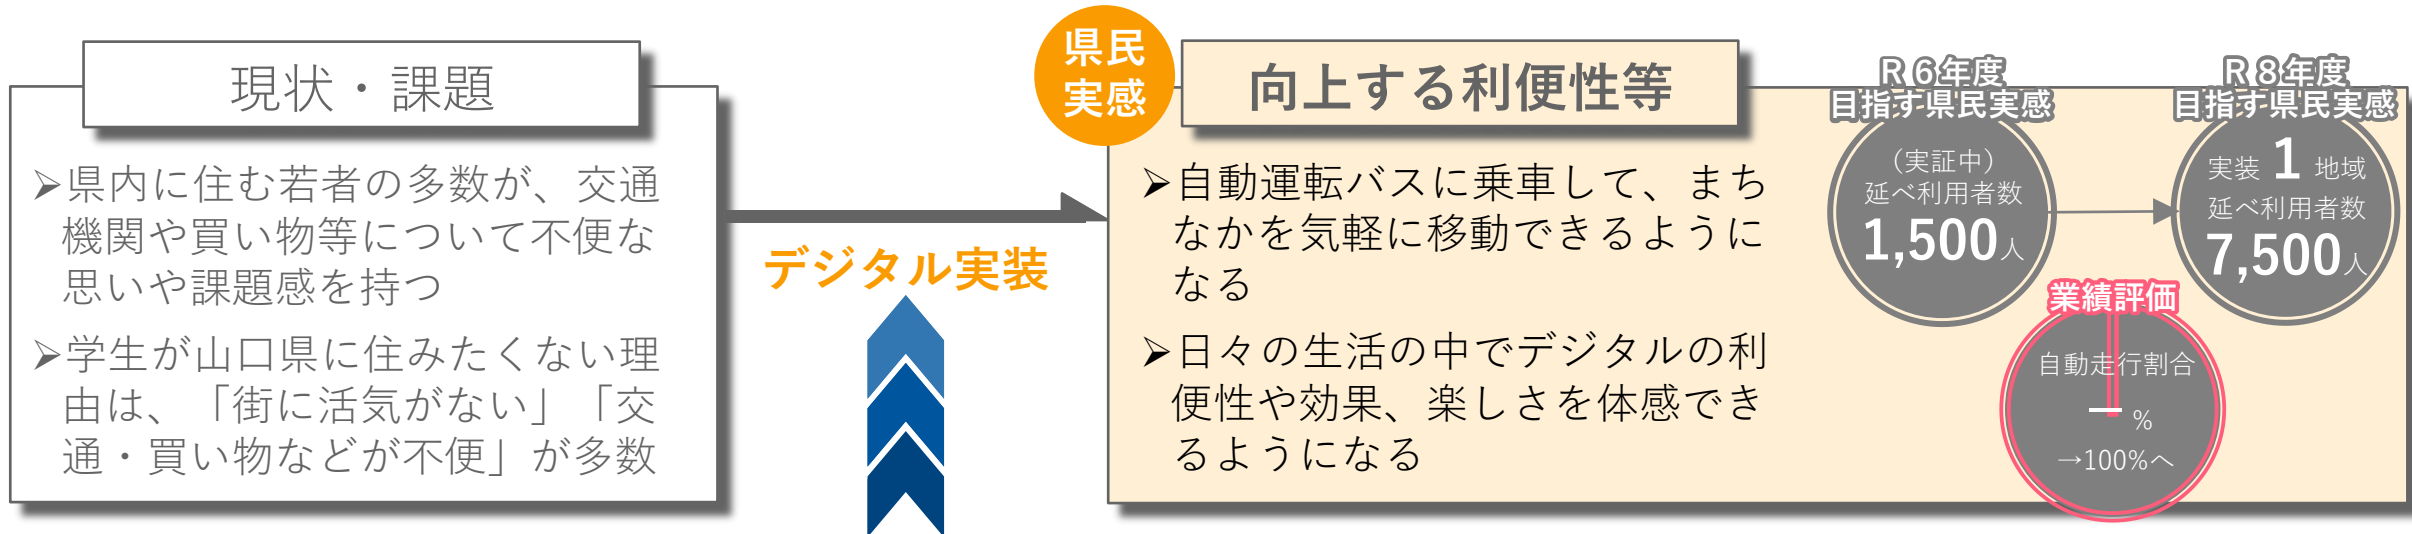 現状・課題
➢県内に住む若者の多数が、交通
機関や買い物等について不便な
思いや課題感を持つ
➢学生が山口県に住みたくない理
由は、「街に活気がない」「交
通・買い物などが不便」が多数
デジタル実装
県民
実感
向上する利便性等
➢自動運転バスに乗車して、まち
なかを気軽に移動できるように
なる
➢日々の生活の中でデジタルの利
便性や効果、楽しさを体感でき
るようになる
R6年度
目指す県民実感
（実証中）
延べ利用者数
1,500人
R8年度
目指す県民実感
実装 1 地域
延べ利用者数
7,500人
業績評価
自動走行割合
ー %
→100%へ